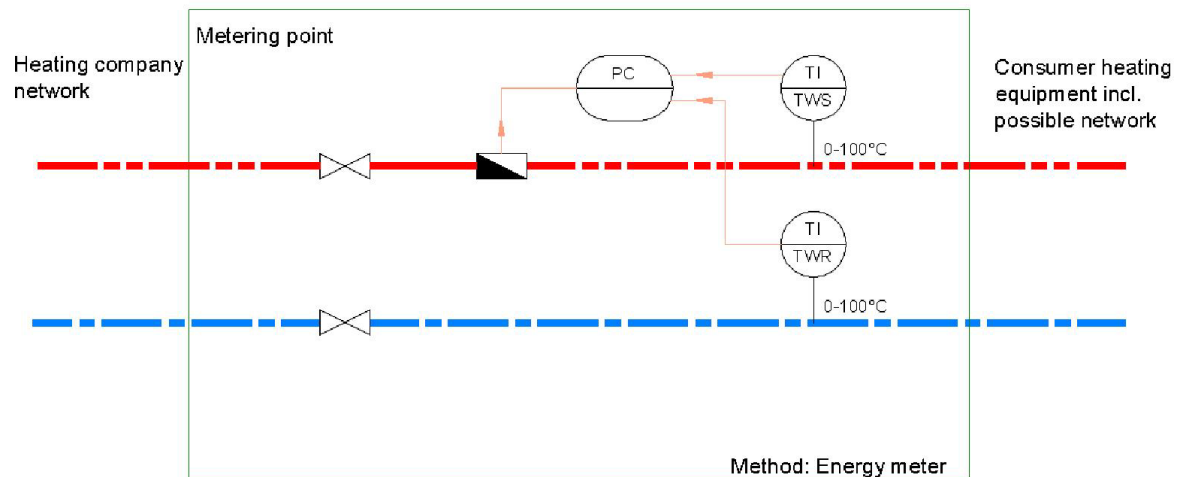 Metering point
Heating company
network
PC
TI
TWS
Consumer heating
equipment incl.
possible network
0-100°C
TI
TWR
0-100°C
Method: Energy meter